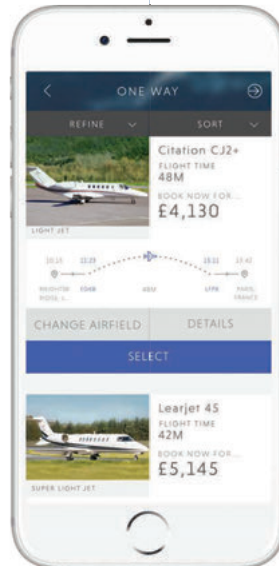 ONE WAY
REFINE
SORT
Citation CJ2+
FLIGHT TIME
48M
BOOK NOW FOR...
£4,130
LIGHT JET
CHANGE AIRFIELD
DETAILS
SELECT
Learjet 45
FLIGHT TIME
42M
BOOK NOW FOR...
£5,145
SUPER LIGHT JET